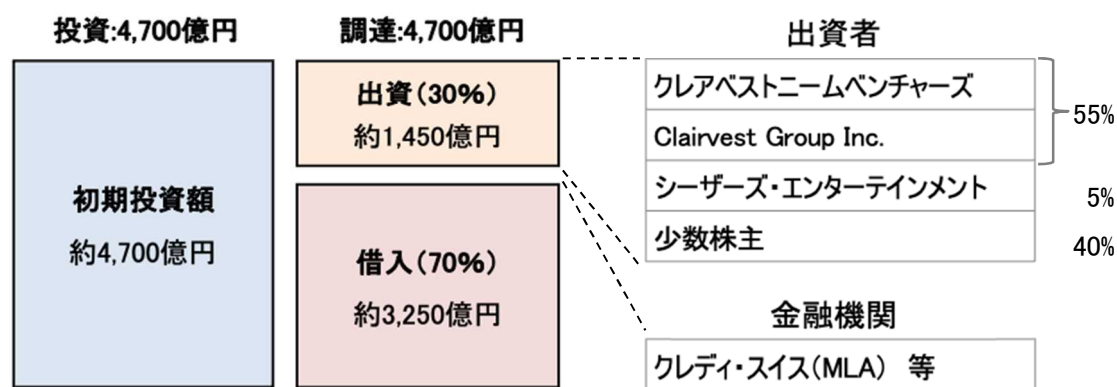 投資:4,700億円
初期投資額
約4,700億円
調達:4,700億円
出資(30%)
約1,450億円
借入(70%)
約3,250億円
出資者
クレアベストニームベンチャーズ
Clairvest Group Inc.
55%
シーザーズ・エンターテインメント
5%
少数株主
40%
金融機関
クレディ・スイス(MLA) 等